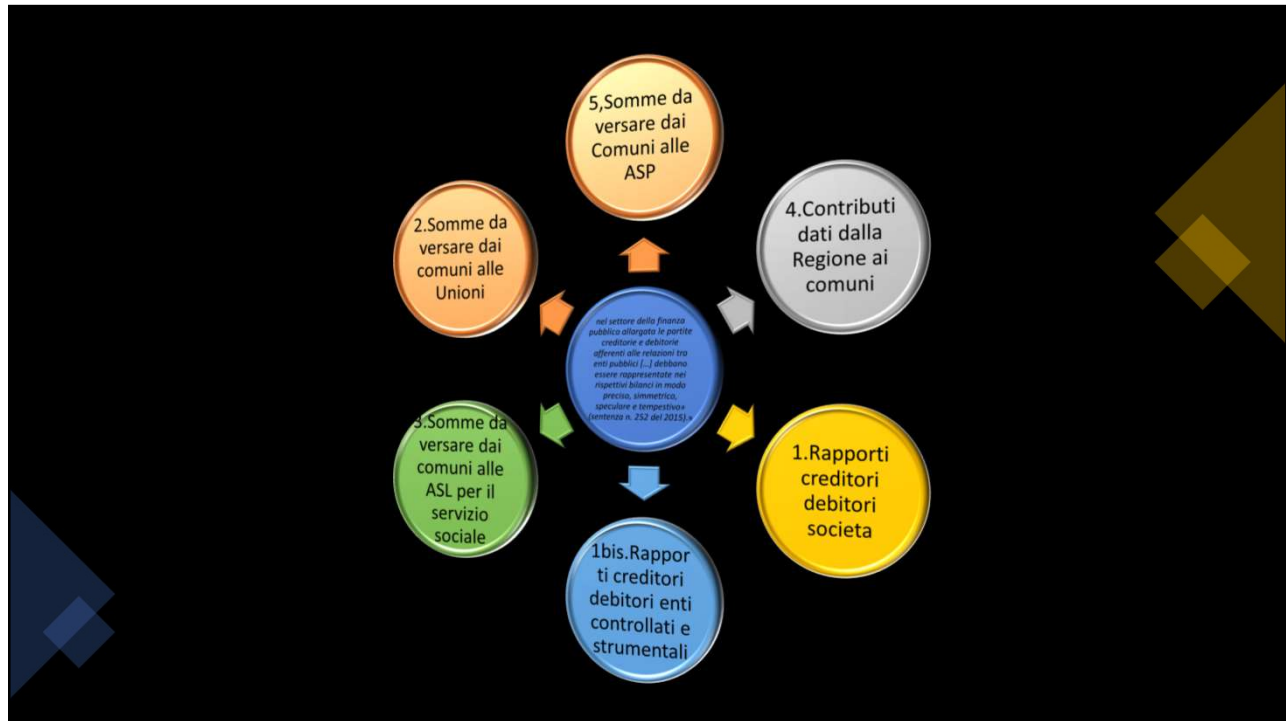 5,Somme da
versare dai
Comuni alle
ASP
2.Somme da
versare dai
comuni alle
Unioni
4.Contributi
dati dalla
Regione ai
comuni
nel settore della finanza
pubblico allargato le partite
creditorie e debitorie
afferenti alle relazioni tra
enti pubblici […] debbano
essere rappresentate nei
rispettivi bilanci in modo
preciso, simmetrico,
speculare e tempestivo»
(sentenza n. 252 del 2015).»
3.Somme da
versare dai
comuni alle
ASL per il
servizio
sociale
1.Rapporti
creditori
debitori
societa
1bis.Rappor
ti creditori
debitori enti
controllati e
strumentali